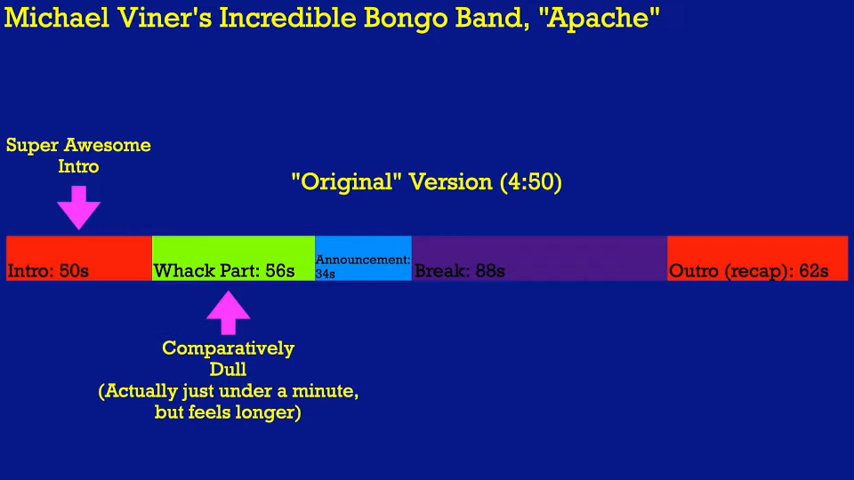 Michael Viner's Incredible Bongo Band, "Apache"
Super Awesome
Intro
"Original" Version (4:50)
Intro: 50s
Whack Part: 56s
Announcement:
34s
Break: 88s
Outro (recap): 62s
Comparatively
Dull
(Actually just under a minute,
but feels longer)